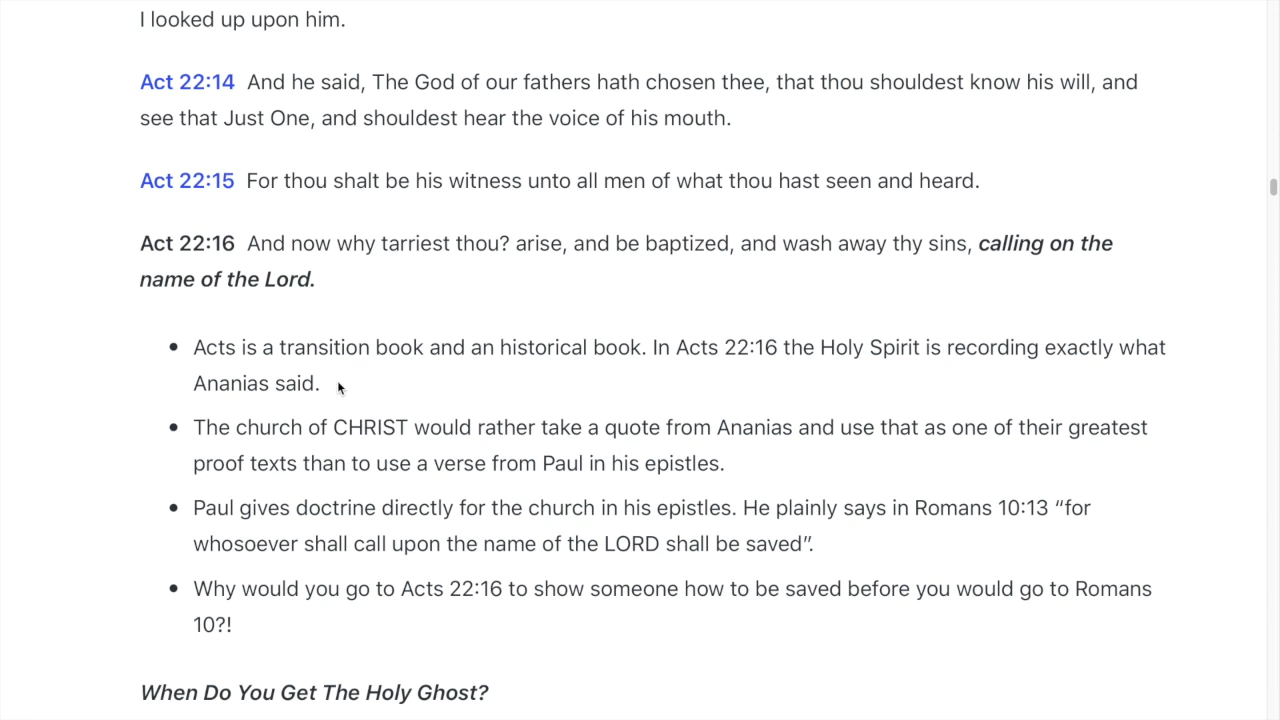 I looked up upon him.
Act 22:14 And he said, The God of our fathers hath chosen thee, that thou shouldest know his will, and
see that Just One, and shouldest hear the voice of his mouth.
Act 22:15 For thou shalt be his witness unto all men of what thou hast seen and heard.
Act 22:16 And now why tarriest thou? arise, and be baptized, and wash away thy sins, calling on the
name of the Lord.
• Acts is a transition book and an historical book. In Acts 22:16 the Holy Spirit is recording exactly what
Ananias said.
• The church of CHRIST would rather take a quote from Ananias and use that as one of their greatest
proof texts than to use a verse from Paul in his epistles.
• Paul gives doctrine directly for the church in his epistles. He plainly says in Romans 10:13 “for
whosoever shall call upon the name of the LORD shall be saved”.
• Why would you go to Acts 22:16 to show someone how to be saved before you would go to Romans
10?!
When Do You Get The Holy Ghost?